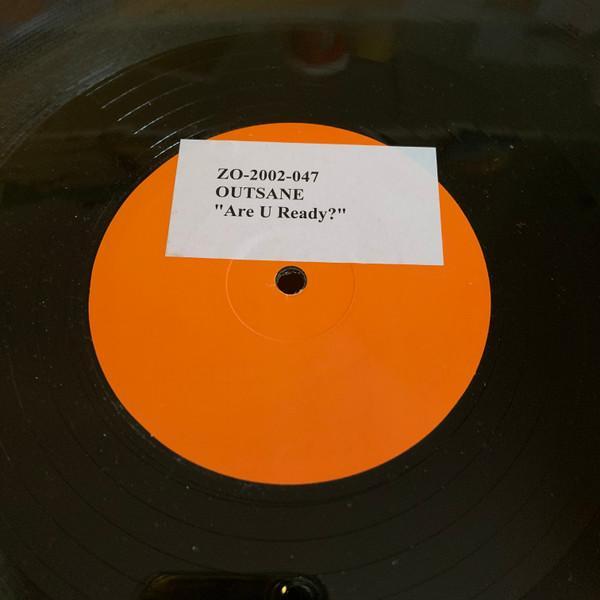 ZO-2002-047
OUTSANE
"Are U Ready?"